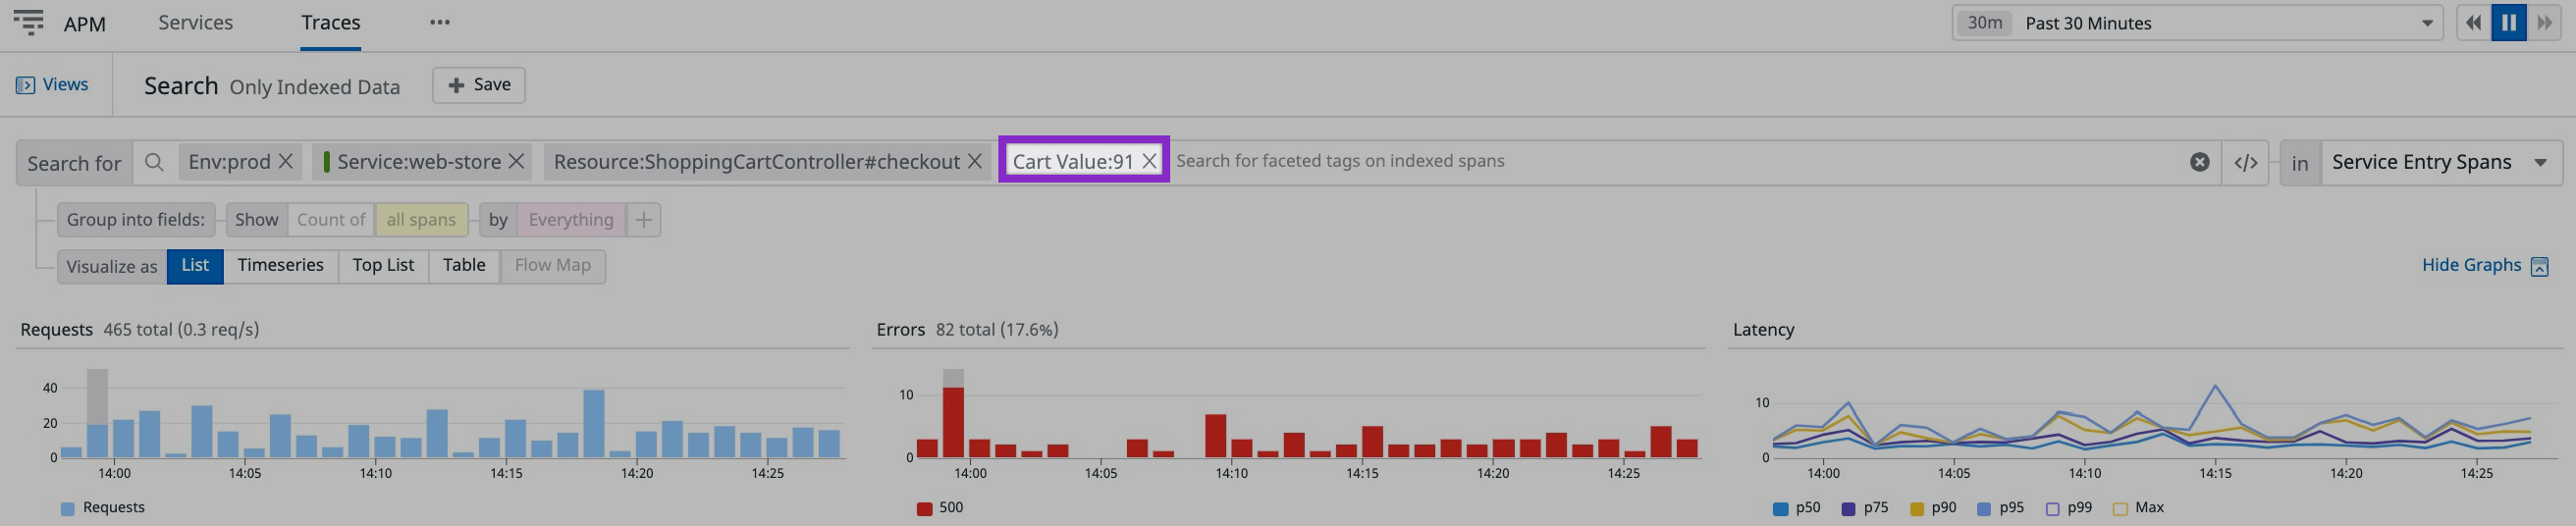 APM Services Traces ••• 30m Past 30 Minutes
Views Search Only Indexed Data + Save
Search for Env:prod Service:web-store Resource:ShoppingCartController#checkout Cart Value:91 Search for faceted tags on indexed spans </> in Service Entry Spans
Group into fields: Show Count of all spans by Everything +
Visualize as List Timeseries Top List Table Flow Map Hide Graphs
Requests 465 total (0.3 req/s)
40
20
0
14:00 14:05 14:10 14:15 14:20 14:25
Requests
Errors 82 total (17.6%)
10
0
14:00 14:05 14:10 14:15 14:20 14:25
500
Latency
10
0
14:00 14:05 14:10 14:15 14:20 14:25
p50 p75 p90 p95 p99 Max